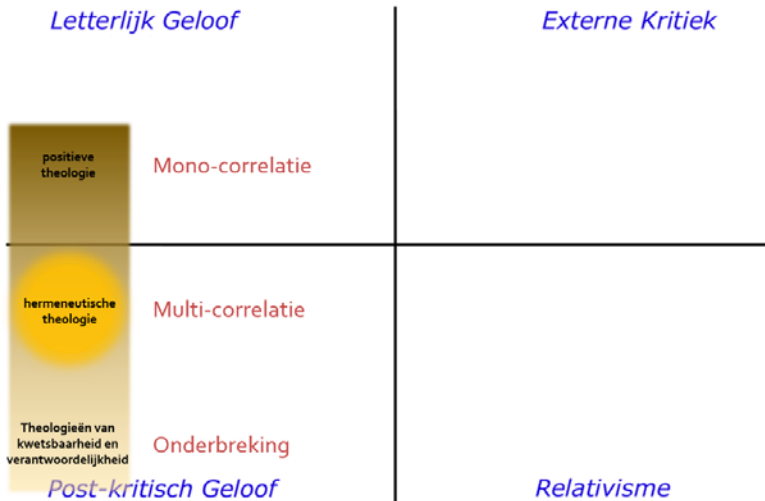 Letterlijk Geloof
Externe Kritiek
positieve
theologie
Mono-correlatie
hermeneutische
theologie
Multi-correlatie
Theologieën van
kwetsbaarheid en
verantwoordelijkheid
Onderbreking
Post-kritisch Geloof
Relativisme